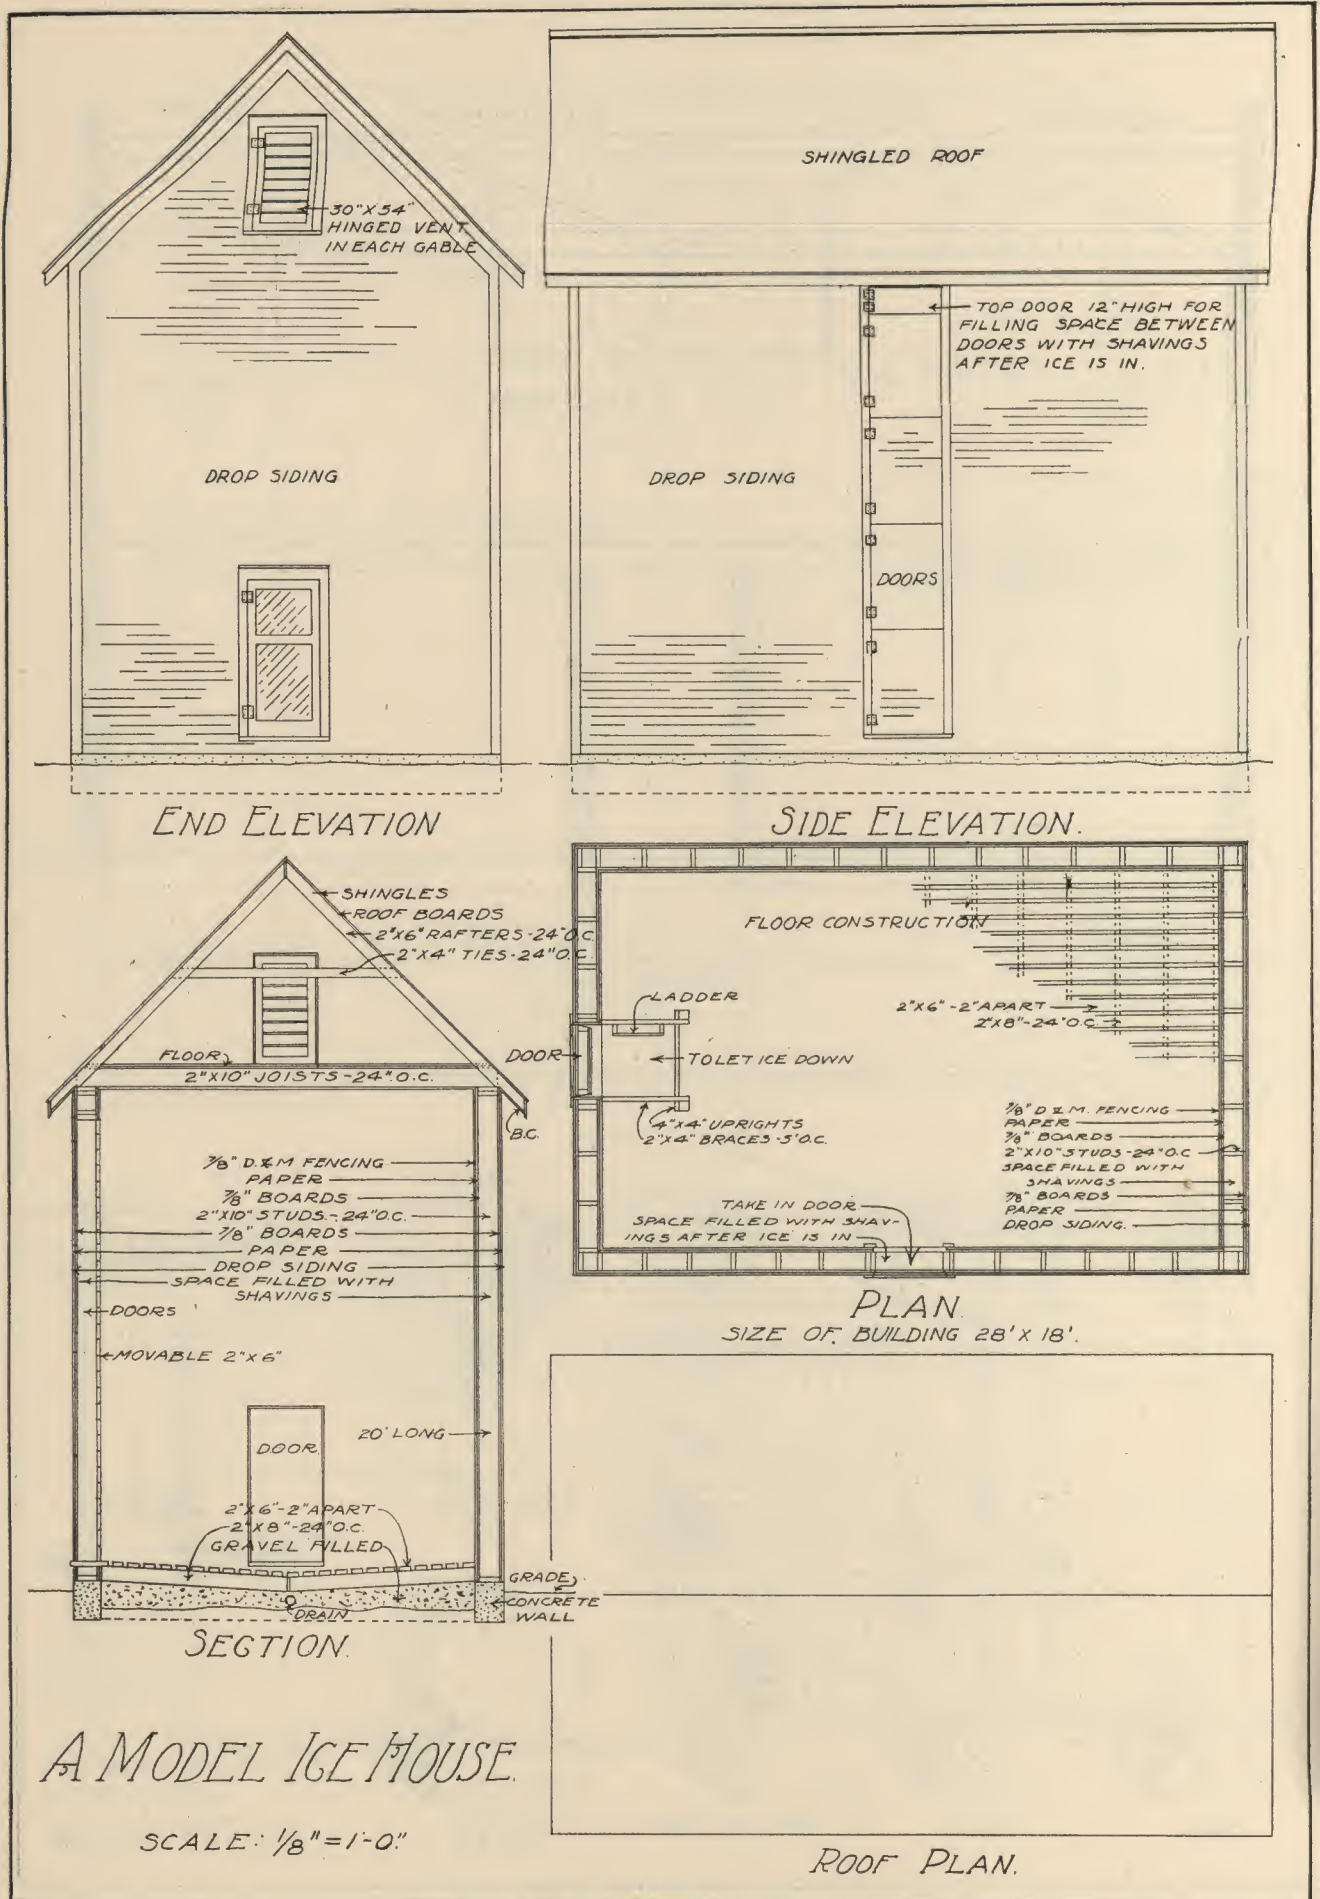 30"X54"
HINGED VENT
IN EACH GABLE
DROP SIDING
END ELEVATION
SHINGLED ROOF
TOP DOOR 12" HIGH FOR
FILLING SPACE BETWEEN
DOORS WITH SHAVINGS
AFTER ICE IS IN.
DROP SIDING
DOORS
SIDE ELEVATION.
SHINGLES
ROOF BOARDS
2"X6" RAFTERS-24"O.C.
2"X4" TIES-24"O.C.
FLOOR
2"X10" JOISTS-24".O.C.
B.C.
7/8" D.&M FENCING
PAPER
7/8" BOARDS
2"X10" STUDS.-24"O.C.
7/8" BOARDS
PAPER
DROP SIDING
SPACE FILLED WITH
SHAVINGS
DOORS
MOVABLE 2"X6"
20' LONG
DOOR
2"X6"-2"APART
2"X8"-24"O.C.
GRAVEL FILLED
GRADE
CONCRETE
WALL
DRAIN
SECTION.
FLOOR CONSTRUCTION
LADDER
2"X6"-2"APART
2"X8"-24"O.C.
DOOR
TO LET ICE DOWN
4"X4" UPRIGHTS
2"X4" BRACES-5'O.C.
7/8" D & M. FENCING
PAPER
7/8" BOARDS
2"X10" STUDS-24"O.C
SPACE FILLED WITH
SHAVINGS
7/8" BOARDS
PAPER
DROP SIDING.
TAKE IN DOOR
SPACE FILLED WITH SHAV-
INGS AFTER ICE IS IN
PLAN.
SIZE OF BUILDING 28' X 18'.
A MODEL ICE HOUSE.
SCALE: 1/8"=1'-0".
ROOF PLAN.